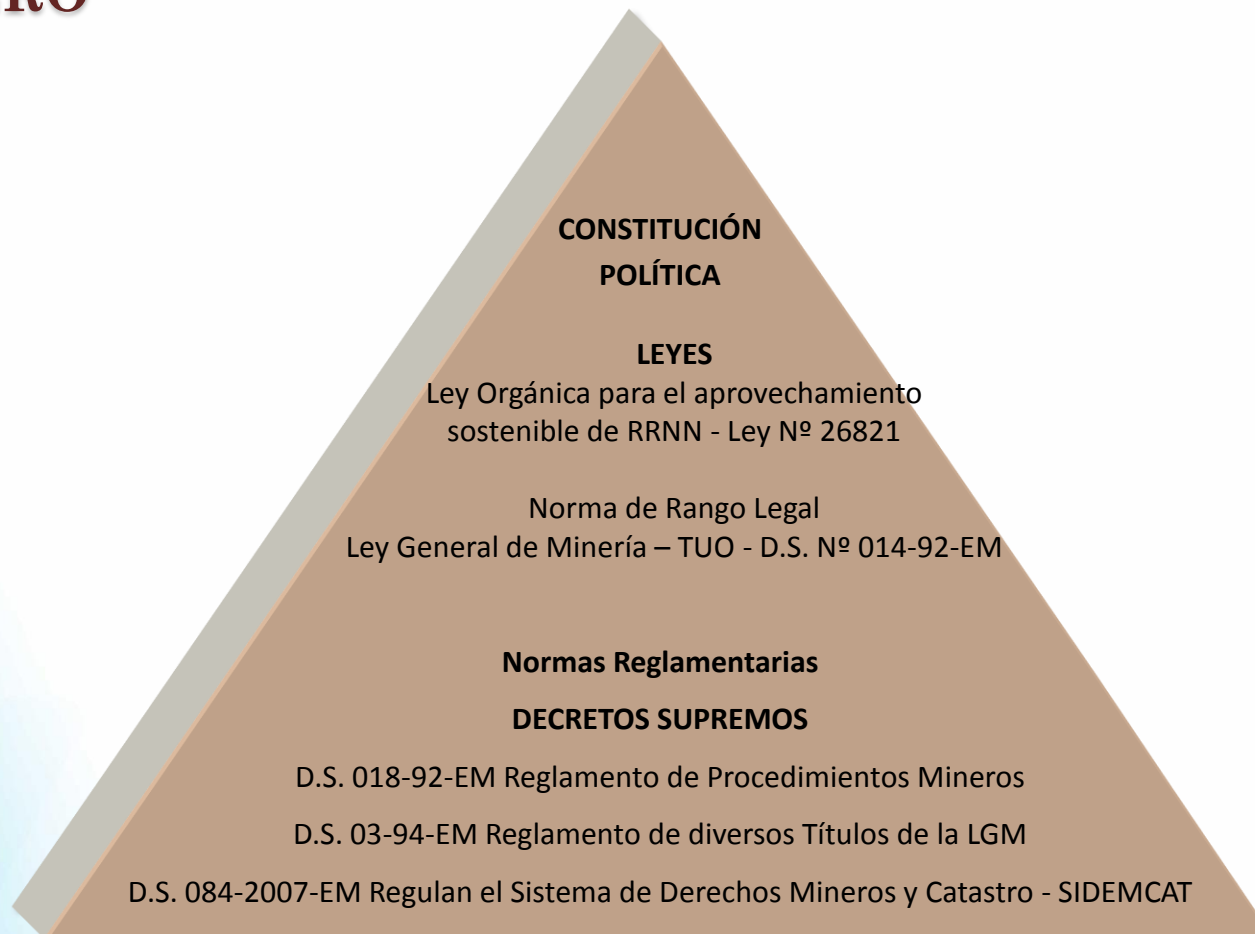 CONSTITUCIÓN
POLÍTICA
LEYES
Ley Orgánica para el aprovechamiento
sostenible de RRNN - Ley Nº 26821
Norma de Rango Legal
Ley General de Minería – TUO - D.S. Nº 014-92-EM
Normas Reglamentarias
DECRETOS SUPREMOS
D.S. 018-92-EM Reglamento de Procedimientos Mineros
D.S. 03-94-EM Reglamento de diversos Títulos de la LGM
D.S. 084-2007-EM Regulan el Sistema de Derechos Mineros y Catastro - SIDEMCAT